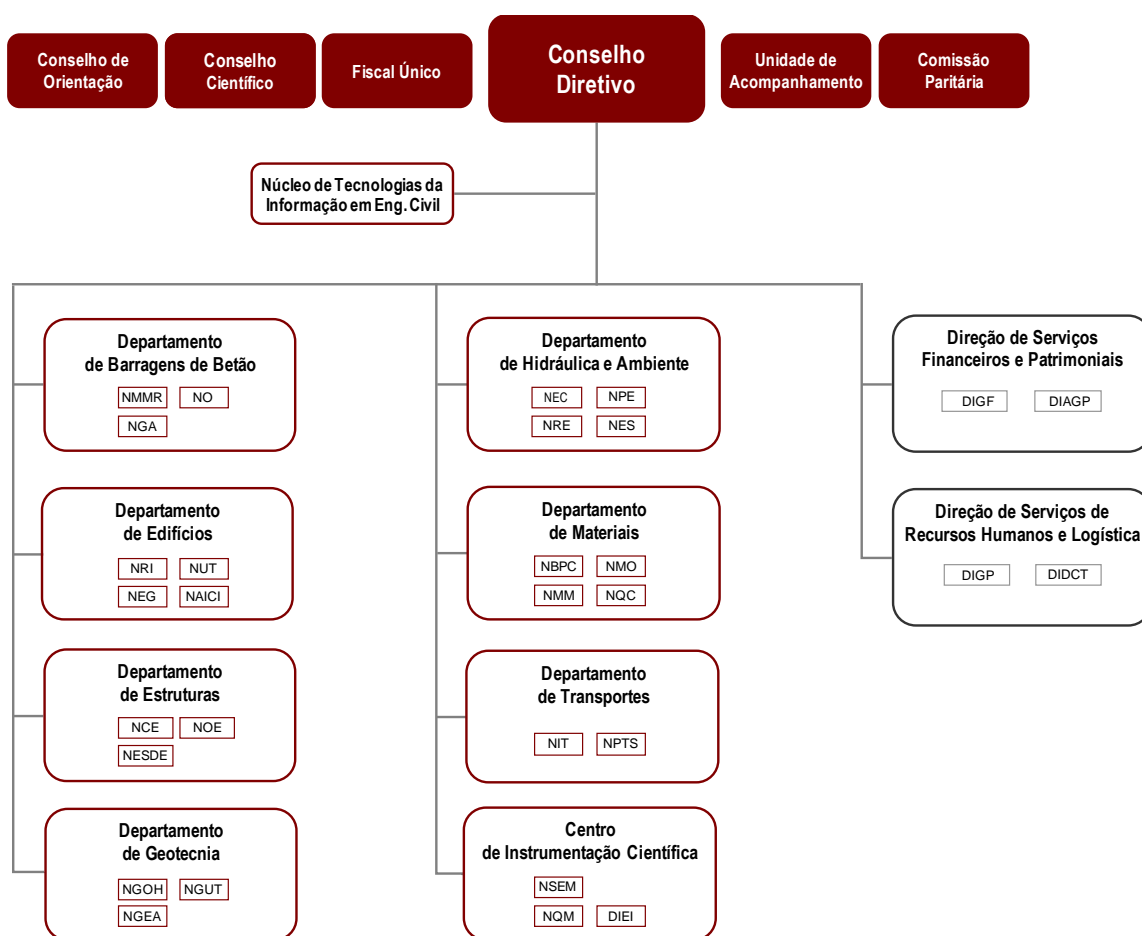 Conselho de
Orientação
Conselho
Científico
Fiscal Único
Conselho
Diretivo
Unidade de
Acompanhamento
Comissão
Paritária
Núcleo de Tecnologias da
Informação em Eng. Civil
Departamento
de Barragens de Betão
NMMR NO
NGA
Departamento
de Hidráulica e Ambiente
NEC NPE
NRE NES
Direção de Serviços
Financeiros e Patrimoniais
DIGF DIAGP
Departamento
de Edifícios
NRI NUT
NEG NAICI
Departamento
de Materiais
NBPC NMO
NMM NQC
Direção de Serviços de
Recursos Humanos e Logística
DIGP DIDCT
Departamento
de Estruturas
NCE NOE
NESDE
Departamento
de Transportes
NIT NPTS
Departamento
de Geotecnia
NGOH NGUT
NGEA
Centro
de Instrumentação Científica
NSEM
NQM DIEI